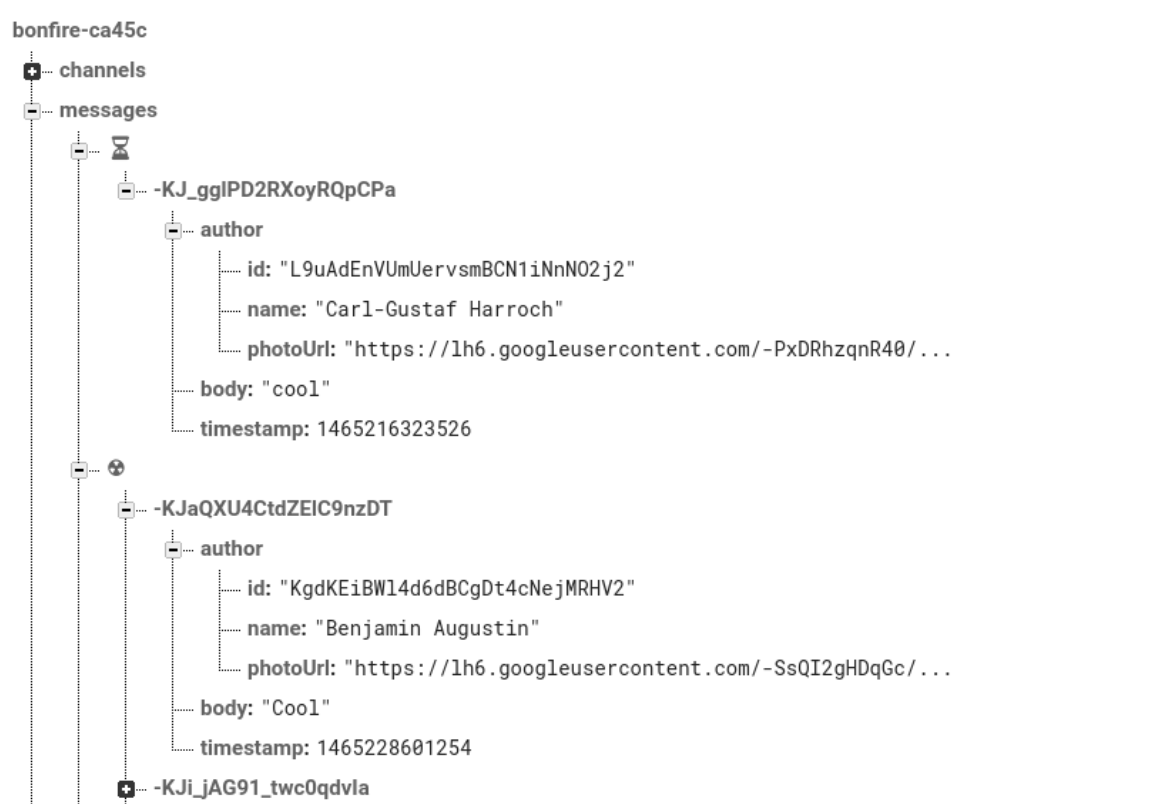 bonfire-ca45c
channels
messages
⌛
-KJ_ggIPD2RXoyRQpCPa
author
id: "L9uAdEnVUmUervsmBCN1iNnNO2j2"
name: "Carl-Gustaf Harroch"
photoUrl: "https://lh6.googleusercontent.com/-PxDRhzqnR40/...
body: "cool"
timestamp: 1465216323526
☢
-KJaQXU4CtdZEIC9nzDT
author
id: "KgdKEiBWl4d6dBCgDt4cNejMRHV2"
name: "Benjamin Augustin"
photoUrl: "https://lh6.googleusercontent.com/-SsQI2gHDqGc/...
body: "Cool"
timestamp: 1465228601254
-KJi_jAG91_twc0qdvla